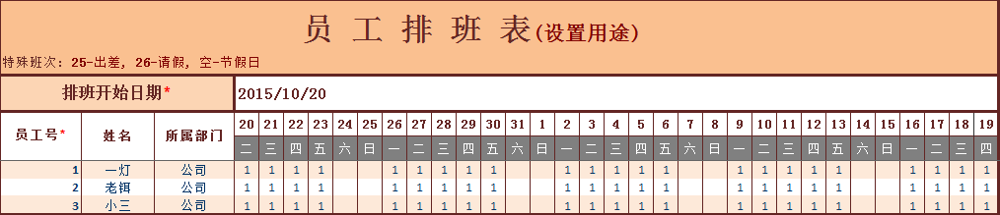 员 工 排 班 表(设置用途)
特殊班次: 25-出差, 26-请假, 空-节假日
排班开始日期* 2015/10/20
员工号* 姓名 所属部门 20 21 22 23 24 25 26 27 28 29 30 31 1 2 3 4 5 6 7 8 9 10 11 12 13 14 15 16 17 18 19
二 三 四 五 六 日 一 二 三 四 五 六 日 一 二 三 四 五 六 日 一 二 三 四 五 六 日 一 二 三 四
1 一灯 公司 1 1 1 1 1 1 1 1 1 1 1 1 1 1 1 1 1 1 1 1 1 1
2 老铒 公司 1 1 1 1 1 1 1 1 1 1 1 1 1 1 1 1 1 1 1 1 1 1
3 小三 公司 1 1 1 1 1 1 1 1 1 1 1 1 1 1 1 1 1 1 1 1 1 1